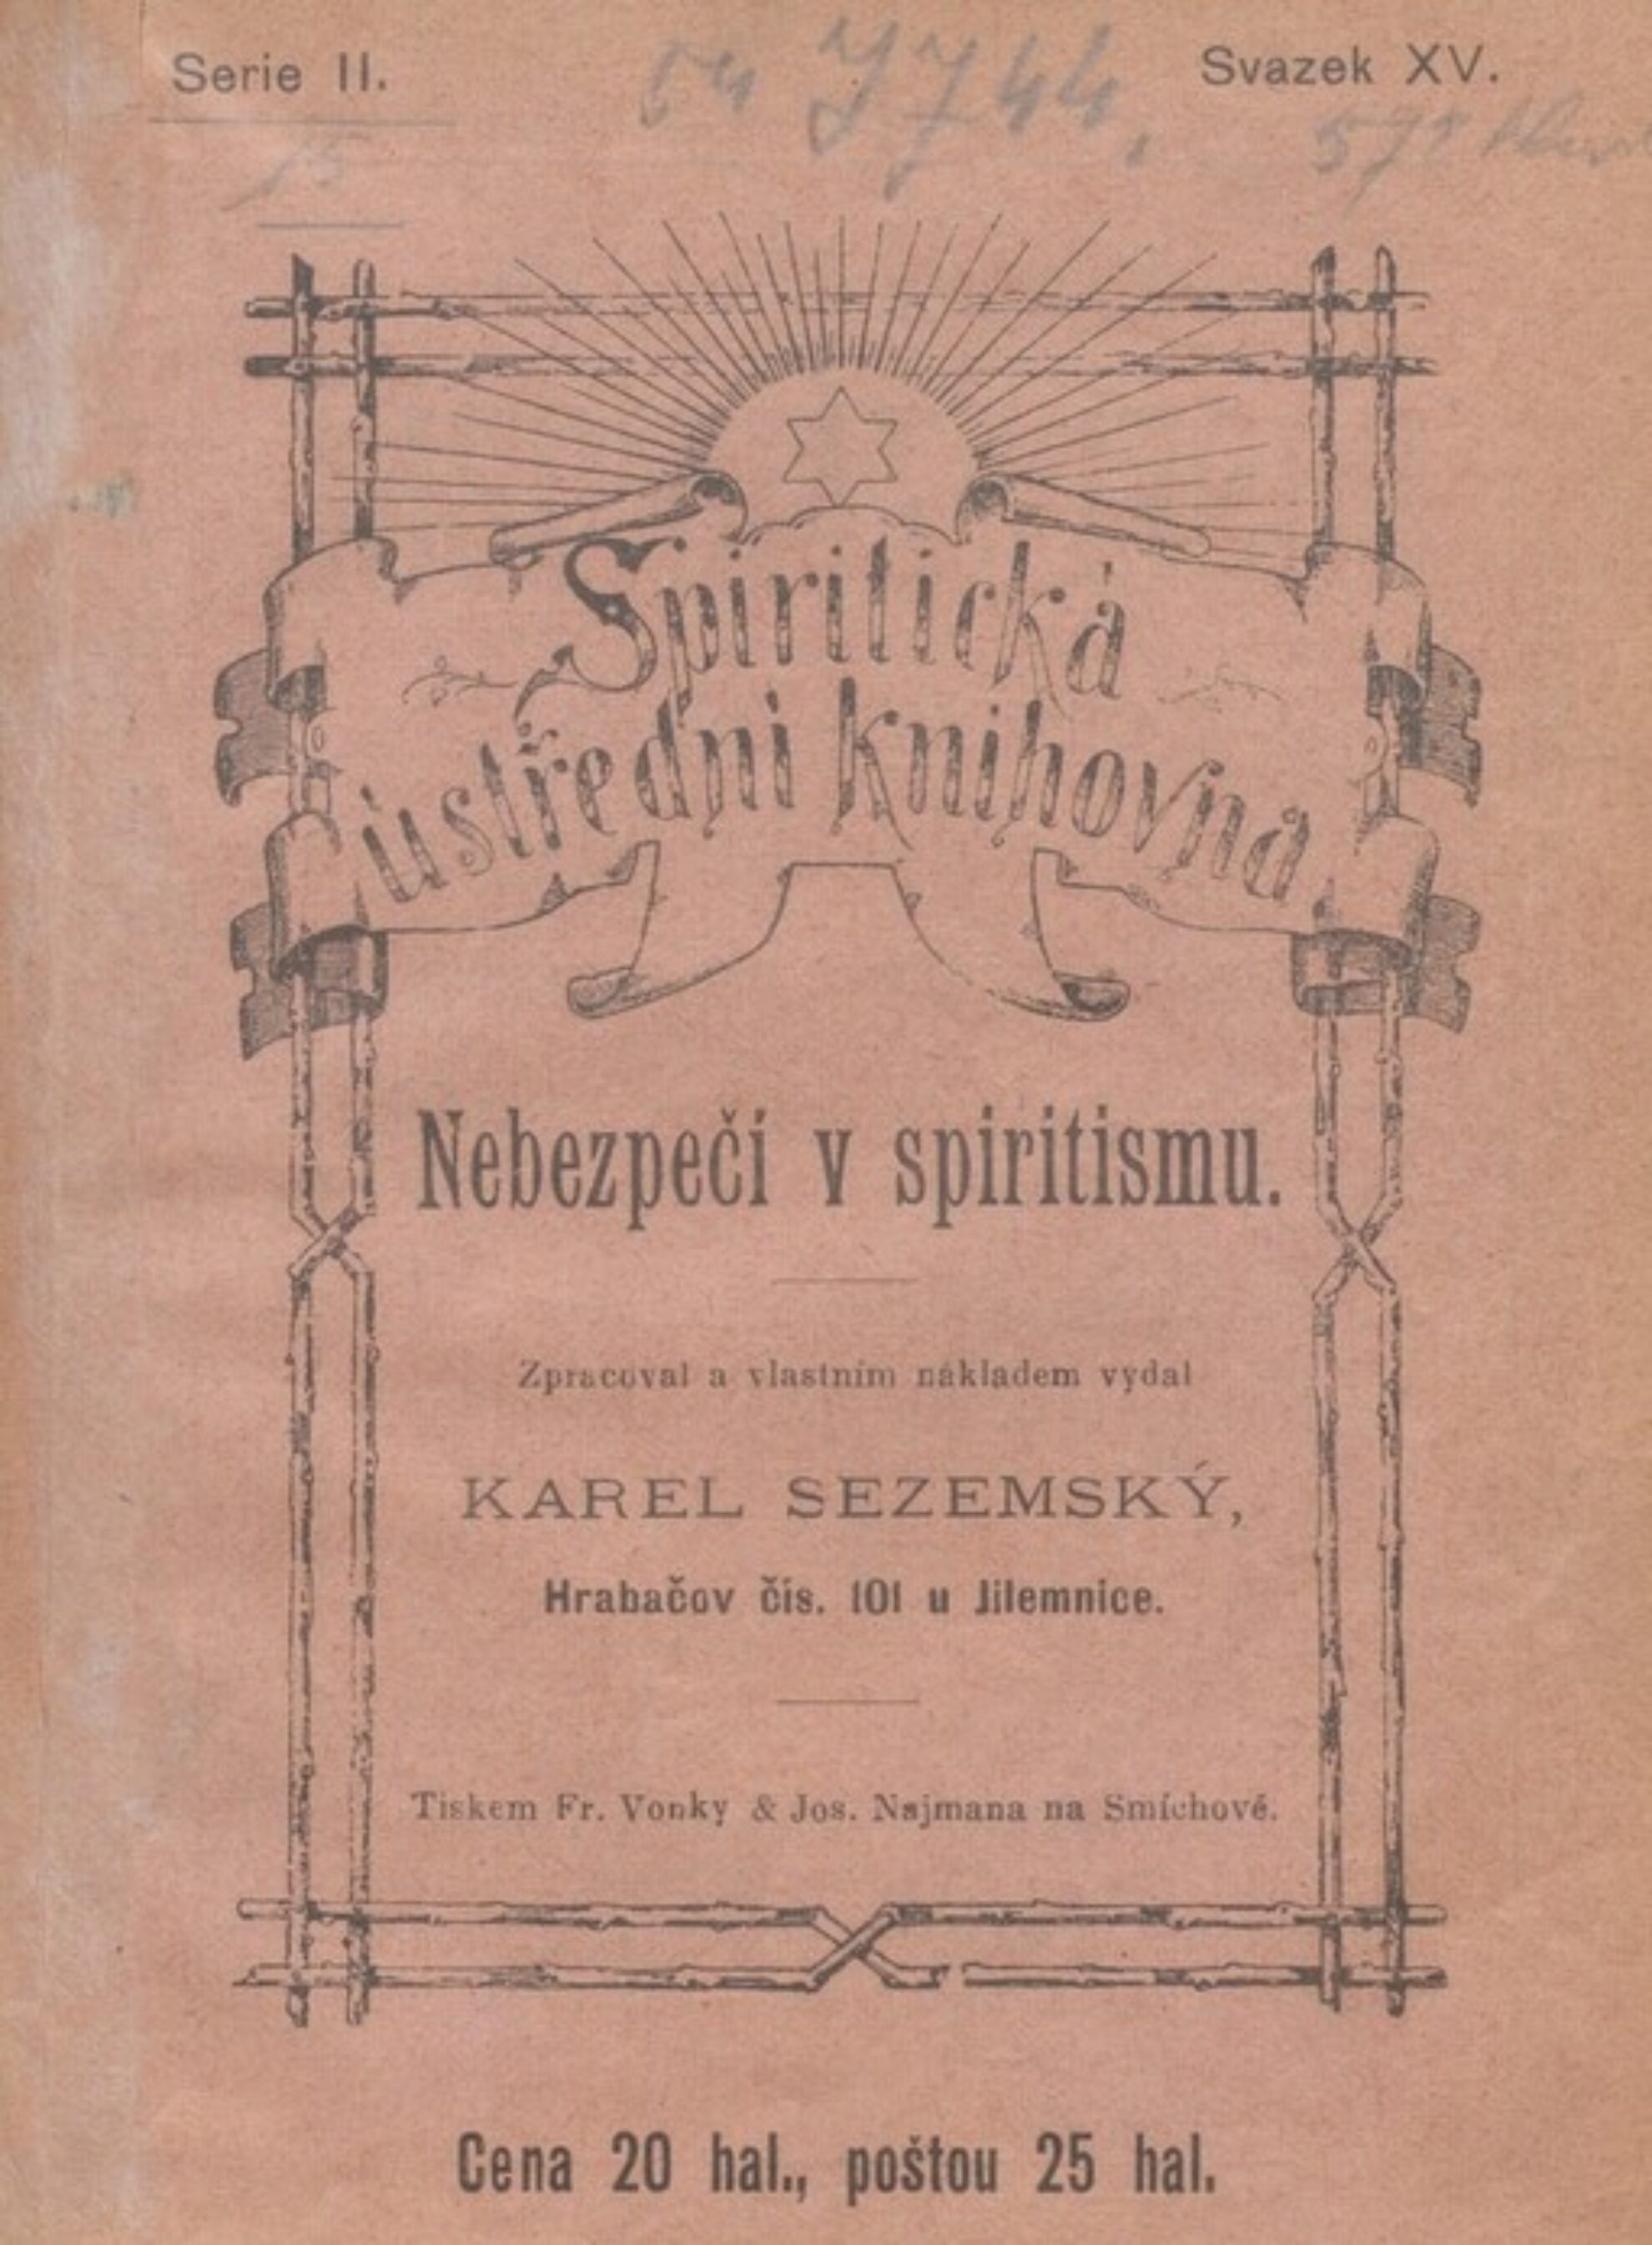 Serie II.
Svazek XV.
15
Spiritická
ústřední knihovna
Nebezpečí v spiritismu.
Zpracoval a vlastním nákladem vydal
KAREL SEZEMSKÝ,
Hrabačov čís. 101 u Jilemnice.
Tiskem Fr. Vonky & Jos. Najmana na Smíchově.
Cena 20 hal., poštou 25 hal.